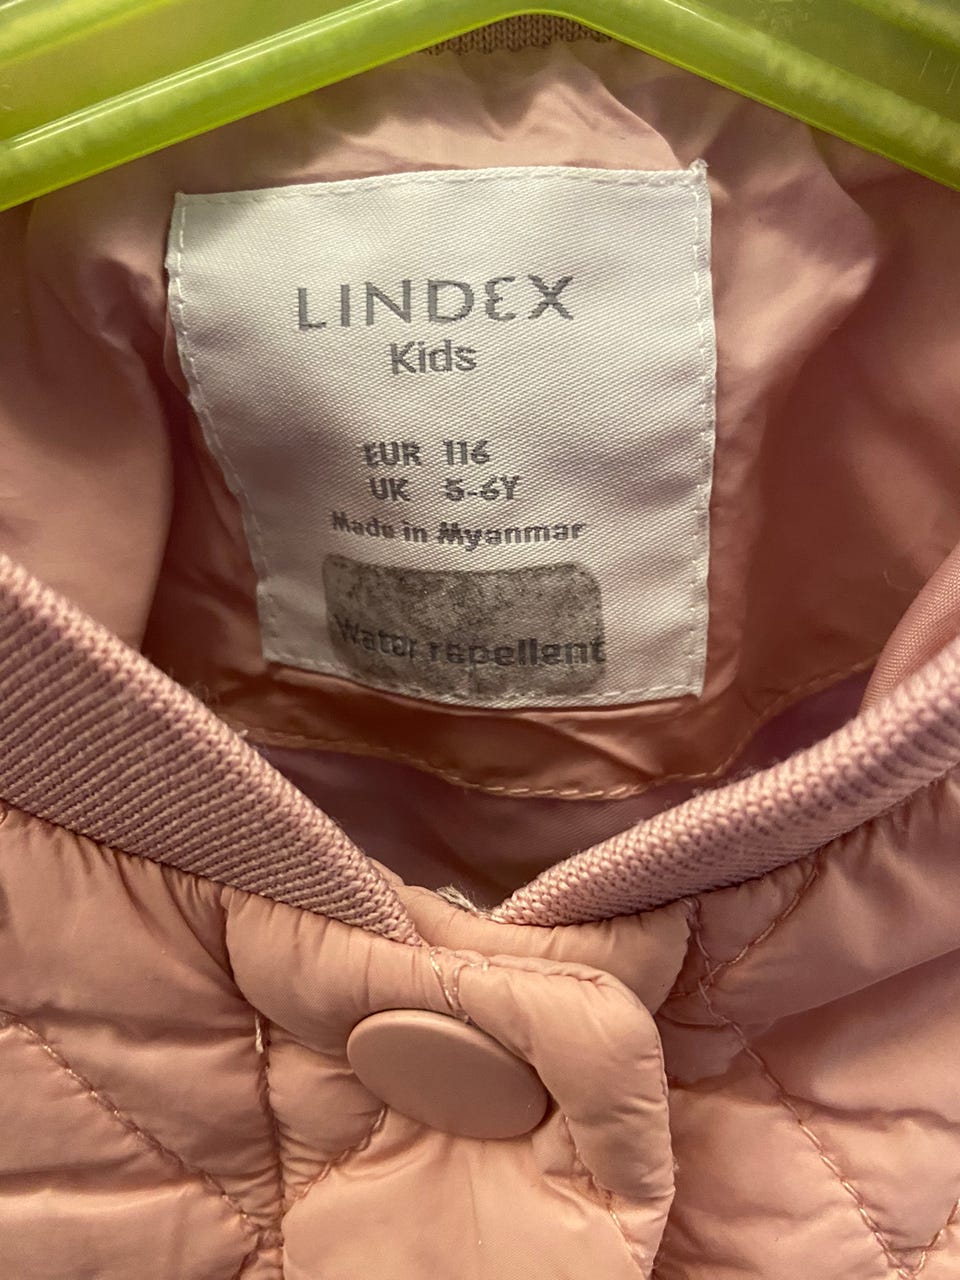 LINDEX
Kids
EUR 116
UK 5-6Y
Made in Myanmar
Water repellent